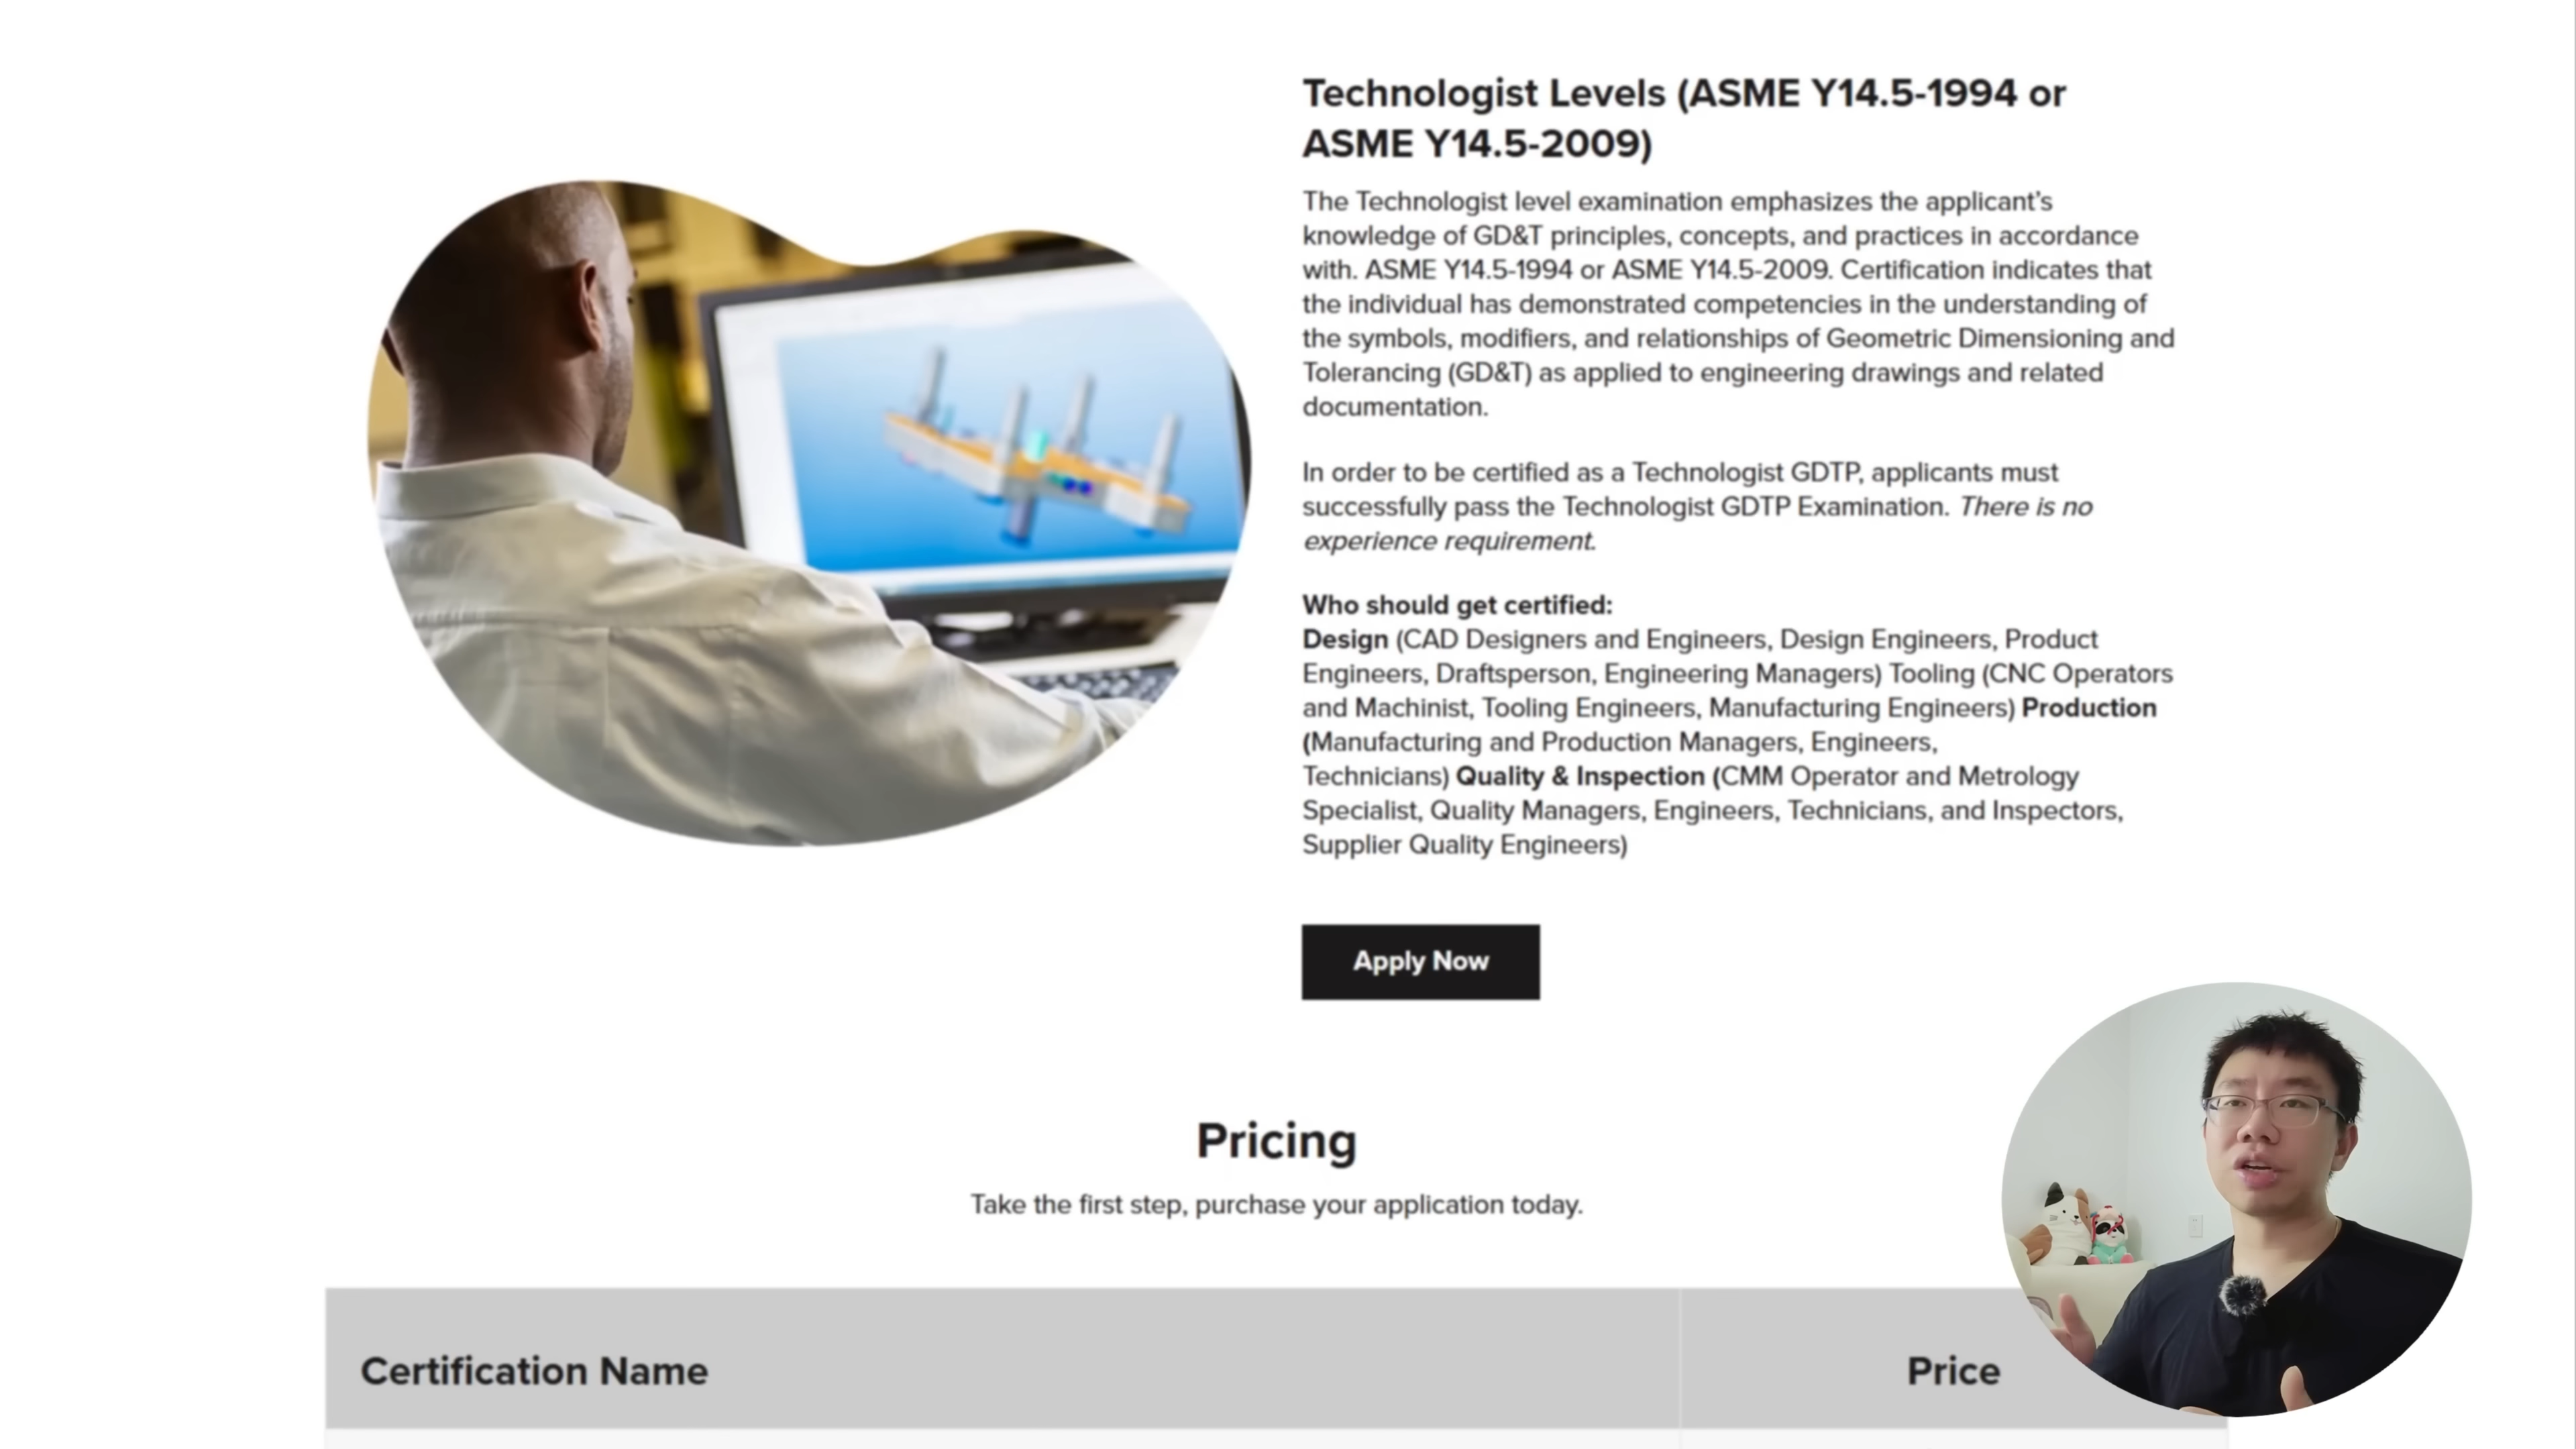 Technologist Levels (ASME Y14.5-1994 or
ASME Y14.5-2009)
The Technologist level examination emphasizes the applicant's
knowledge of GD&T principles, concepts, and practices in accordance
with. ASME Y14.5-1994 or ASME Y14.5-2009. Certification indicates that
the individual has demonstrated competencies in the understanding of
the symbols, modifiers, and relationships of Geometric Dimensioning and
Tolerancing (GD&T) as applied to engineering drawings and related
documentation.
In order to be certified as a Technologist GDTP, applicants must
successfully pass the Technologist GDTP Examination. There is no
experience requirement.
Who should get certified:
Design (CAD Designers and Engineers, Design Engineers, Product
Engineers, Draftsperson, Engineering Managers) Tooling (CNC Operators
and Machinist, Tooling Engineers, Manufacturing Engineers) Production
(Manufacturing and Production Managers, Engineers,
Technicians) Quality & Inspection (CMM Operator and Metrology
Specialist, Quality Managers, Engineers, Technicians, and Inspectors,
Supplier Quality Engineers)
Apply Now
Pricing
Take the first step, purchase your application today.
Certification Name
Price